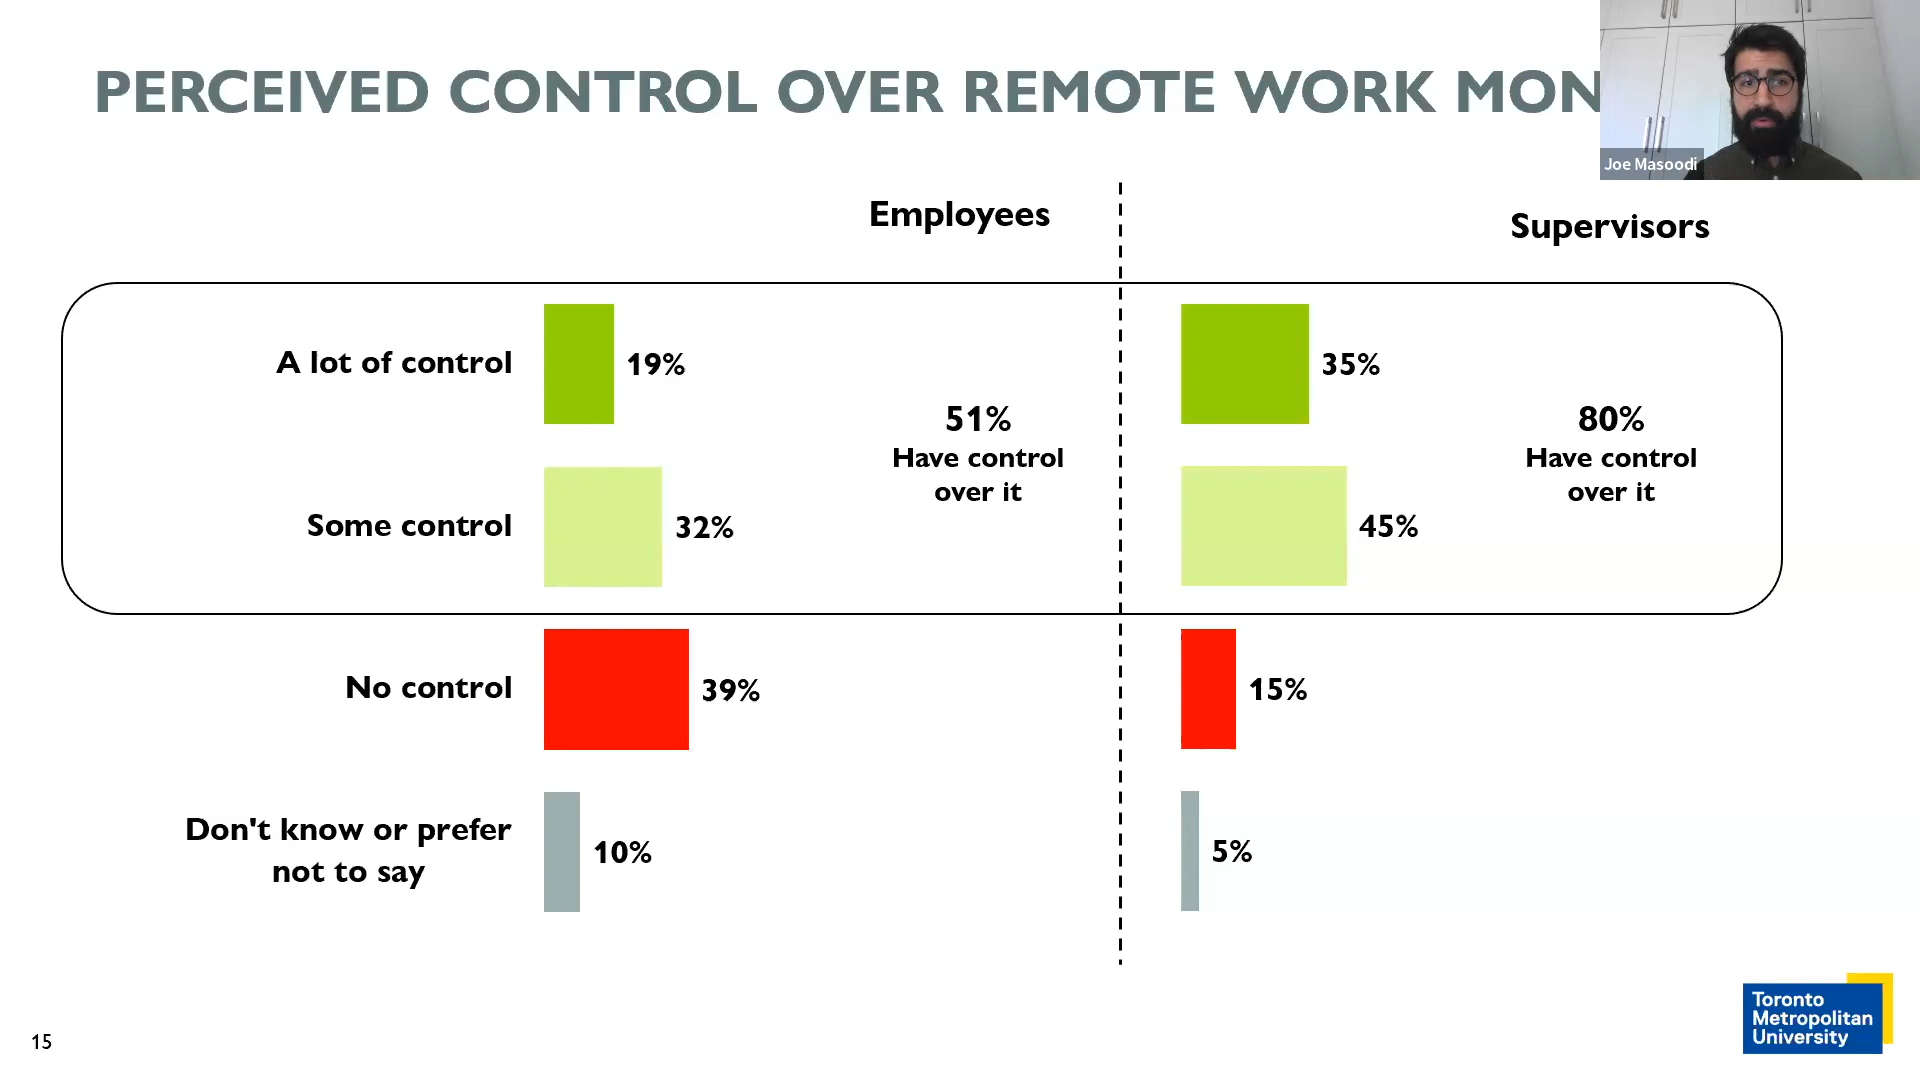 PERCEIVED CONTROL OVER REMOTE WORK MON
Joe Masoodi
Employees
Supervisors
A lot of control
19%
35%
51%
Have control
over it
80%
Have control
over it
Some control
32%
45%
No control
39%
15%
Don't know or prefer
not to say
10%
5%
15
Toronto
Metropolitan
University